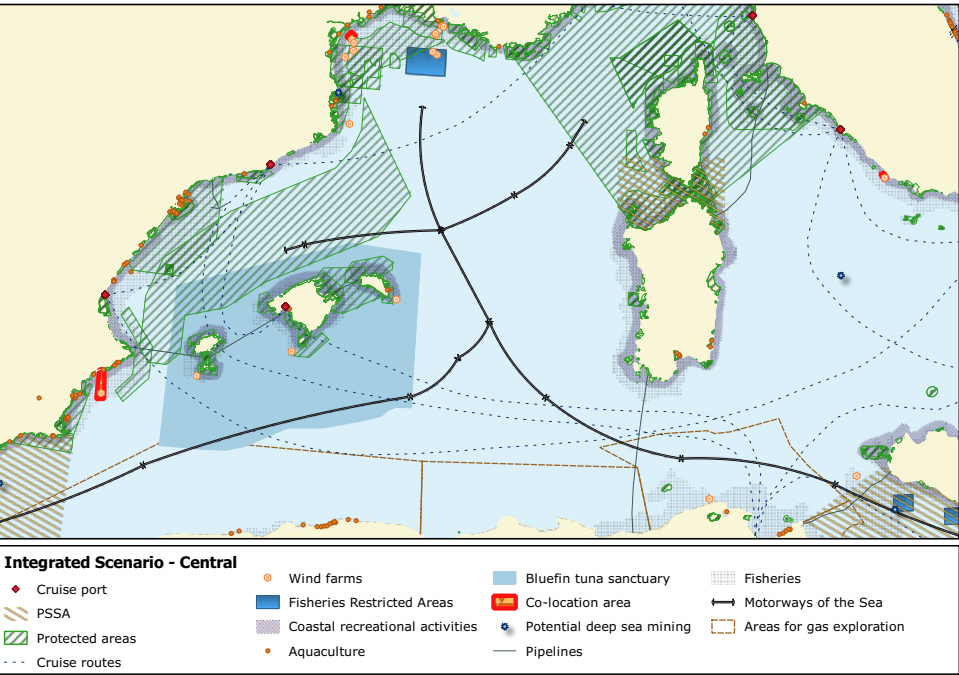 Integrated Scenario - Central
Cruise port
PSSA
Protected areas
Cruise routes
Wind farms
Fisheries Restricted Areas
Coastal recreational activities
Aquaculture
Bluefin tuna sanctuary
Co-location area
Potential deep sea mining
Pipelines
Fisheries
Motorways of the Sea
Areas for gas exploration